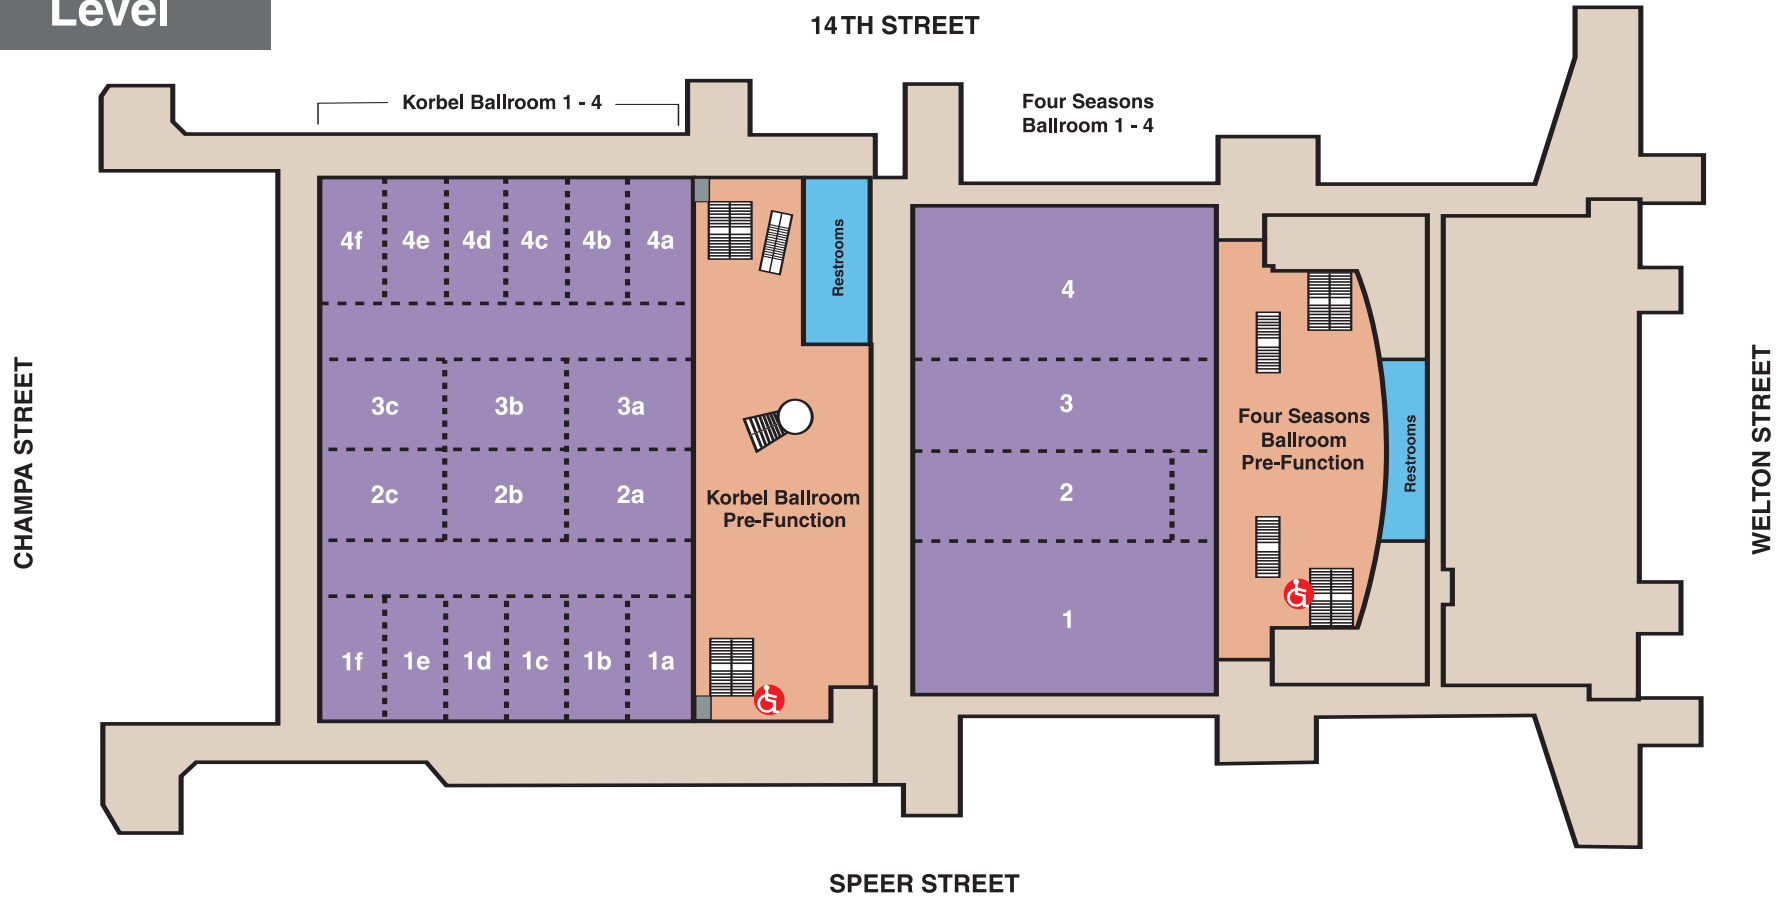 Level
14TH STREET
Korbel Ballroom 1 - 4
Four Seasons
Ballroom 1 - 4
4f 4e 4d 4c 4b 4a
Restrooms
4
3c 3b 3a
3
2c 2b 2a
2
1f 1e 1d 1c 1b 1a
1
Korbel Ballroom
Pre-Function
Four Seasons
Ballroom
Pre-Function
Restrooms
CHAMPA STREET
WELTON STREET
SPEER STREET